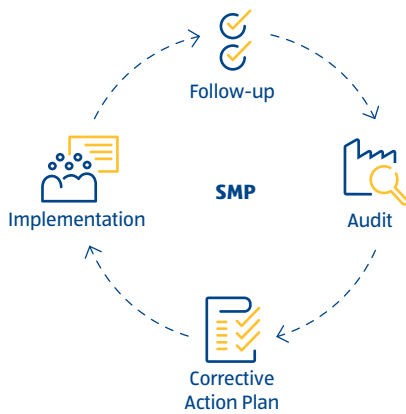 Follow-up
Implementation
SMP
Audit
Corrective
Action Plan